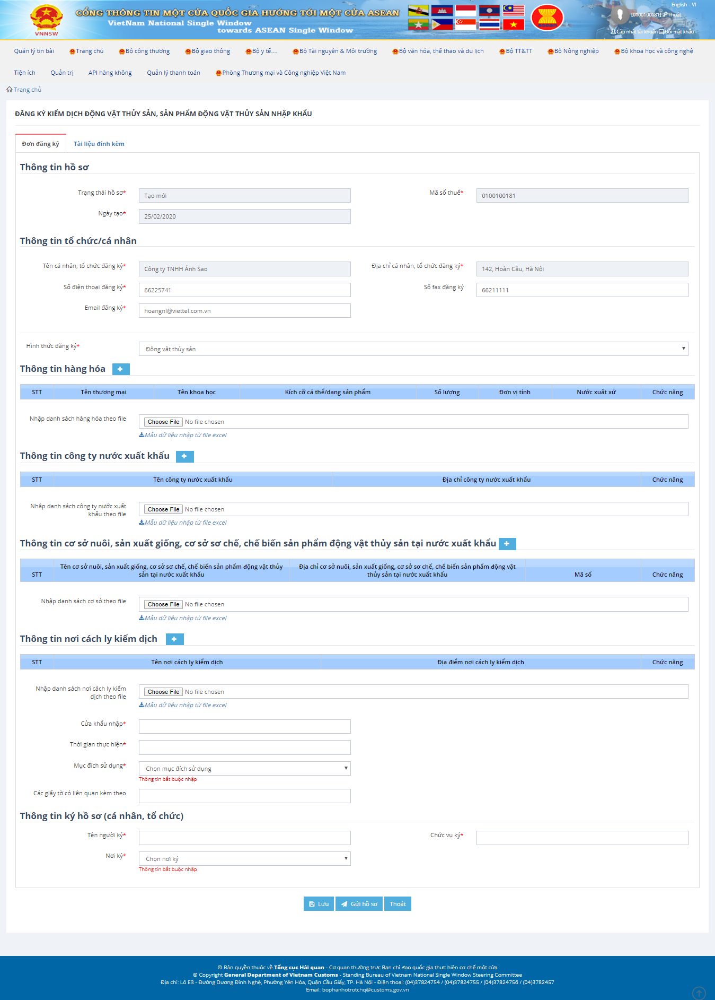 VNNSW
CỔNG THÔNG TIN MỘT CỬA QUỐC GIA HƯỚNG TỚI MỘT CỬA ASEAN
VietNam National Single Window
towards ASEAN Single Window
asean
English - VI
[0100100181] Thoát
Cập nhật tài khoản Đổi mật khẩu
Quản lý tin bài Trang chủ Bộ công thương Bộ giao thông Bộ y tế.... Bộ Tài nguyên & Môi trường Bộ văn hóa, thể thao và du lịch Bộ TT&TT Bộ Nông nghiệp Bộ khoa học và công nghệ
Tiện ích Quản trị API hàng không Quản lý thanh toán Phòng Thương mại và Công nghiệp Việt Nam
Trang chủ
ĐĂNG KÝ KIỂM DỊCH ĐỘNG VẬT THỦY SẢN, SẢN PHẨM ĐỘNG VẬT THỦY SẢN NHẬP KHẨU
Đơn đăng ký Tài liệu đính kèm
Thông tin hồ sơ
Trạng thái hồ sơ* Tạo mới Mã số thuế* 0100100181
Ngày tạo* 25/02/2020
Thông tin tổ chức/cá nhân
Tên cá nhân, tổ chức đăng ký* Công ty TNHH Ánh Sao Địa chỉ cá nhân, tổ chức đăng ký* 142, Hoàn Cầu, Hà Nội
Số điện thoại đăng ký* 66225741 Số fax đăng ký 66211111
Email đăng ký* hoangnl@viettel.com.vn
Hình thức đăng ký* Động vật thủy sản
Thông tin hàng hóa +
STT Tên thương mại Tên khoa học Kích cỡ cá thể/dạng sản phẩm Số lượng Đơn vị tính Nước xuất xứ Chức năng
Nhập danh sách hàng hóa theo file Choose File No file chosen
Mẫu dữ liệu nhập từ file excel
Thông tin công ty nước xuất khẩu +
STT Tên công ty nước xuất khẩu Địa chỉ công ty nước xuất khẩu Chức năng
Nhập danh sách công ty nước xuất khẩu theo file Choose File No file chosen
Mẫu dữ liệu nhập từ file excel
Thông tin cơ sở nuôi, sản xuất giống, cơ sở sơ chế, chế biến sản phẩm động vật thủy sản tại nước xuất khẩu +
STT Tên cơ sở nuôi, sản xuất giống, cơ sở sơ chế, chế biến sản phẩm động vật thủy sản tại nước xuất khẩu Địa chỉ cơ sở nuôi, sản xuất giống, cơ sở sơ chế, chế biến sản phẩm động vật thủy sản tại nước xuất khẩu Mã số Chức năng
Nhập danh sách cơ sở theo file Choose File No file chosen
Mẫu dữ liệu nhập từ file excel
Thông tin nơi cách ly kiểm dịch +
STT Tên nơi cách ly kiểm dịch Địa điểm nơi cách ly kiểm dịch Chức năng
Nhập danh sách nơi cách ly kiểm dịch theo file Choose File No file chosen
Mẫu dữ liệu nhập từ file excel
Cửa khẩu nhập*
Thời gian thực hiện*
Mục đích sử dụng* Chọn mục đích sử dụng
Thông tin bắt buộc nhập
Các giấy tờ có liên quan kèm theo
Thông tin ký hồ sơ (cá nhân, tổ chức)
Tên người ký* Chức vụ ký*
Nơi ký* Chọn nơi ký
Thông tin bắt buộc nhập
Lưu Gửi hồ sơ Thoát
© Bản quyền thuộc về Tổng cục Hải quan - Cơ quan thường trực Ban chỉ đạo quốc gia thực hiện cơ chế một cửa
© Copyright General Department of Vietnam Customs - Standing Bureau of Vietnam National Single Window Steering Committee
Địa chỉ: Lô E3 - Đường Dương Đình Nghệ, Phường Yên Hòa, Quận Cầu Giấy, TP. Hà Nội - Điện thoại: (04)37824754 / (04)37824755 / (04)37824756 / (04)3782457
Email: bophanhotrotchq@customs.gov.vn